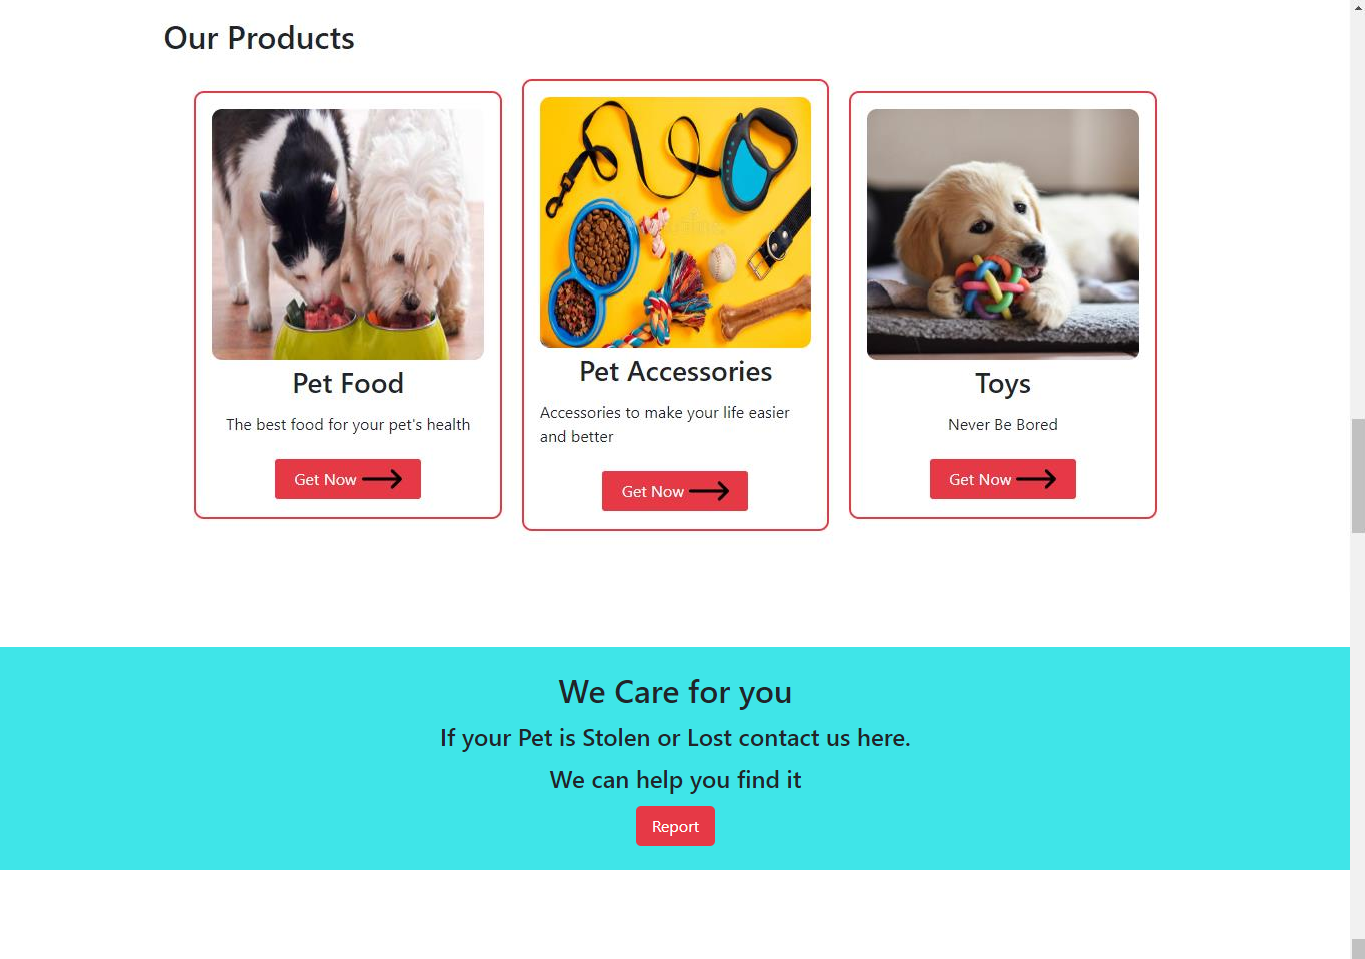 Our Products
Pet Food
The best food for your pet's health
Get Now
Pet Accessories
Accessories to make your life easier
and better
Get Now
Toys
Never Be Bored
Get Now
We Care for you
If your Pet is Stolen or Lost contact us here.
We can help you find it
Report